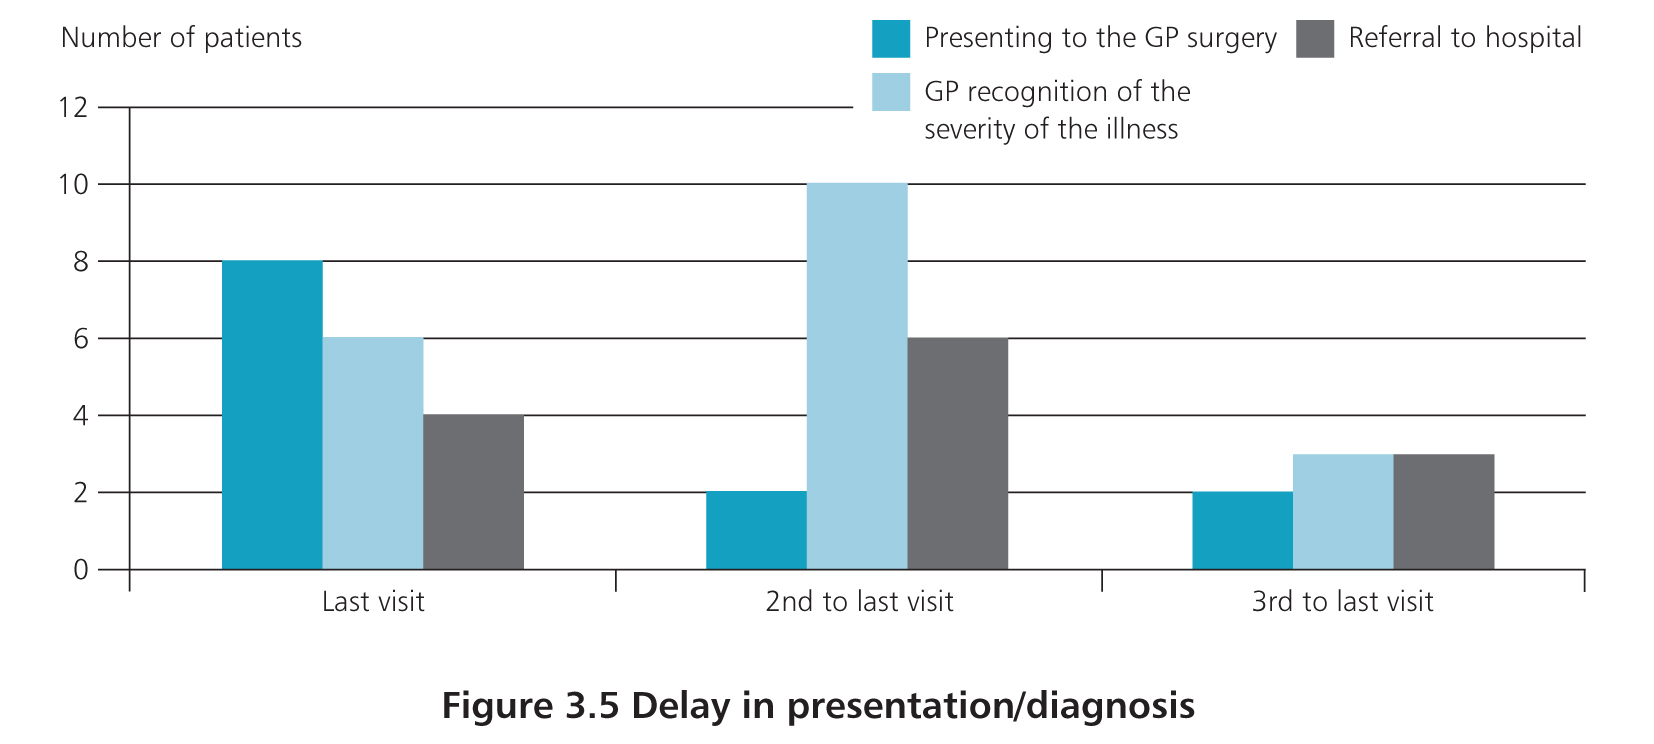 Number of patients
Presenting to the GP surgery
Referral to hospital
GP recognition of the
severity of the illness
12
10
8
6
4
2
0
Last visit
2nd to last visit
3rd to last visit
Figure 3.5 Delay in presentation/diagnosis